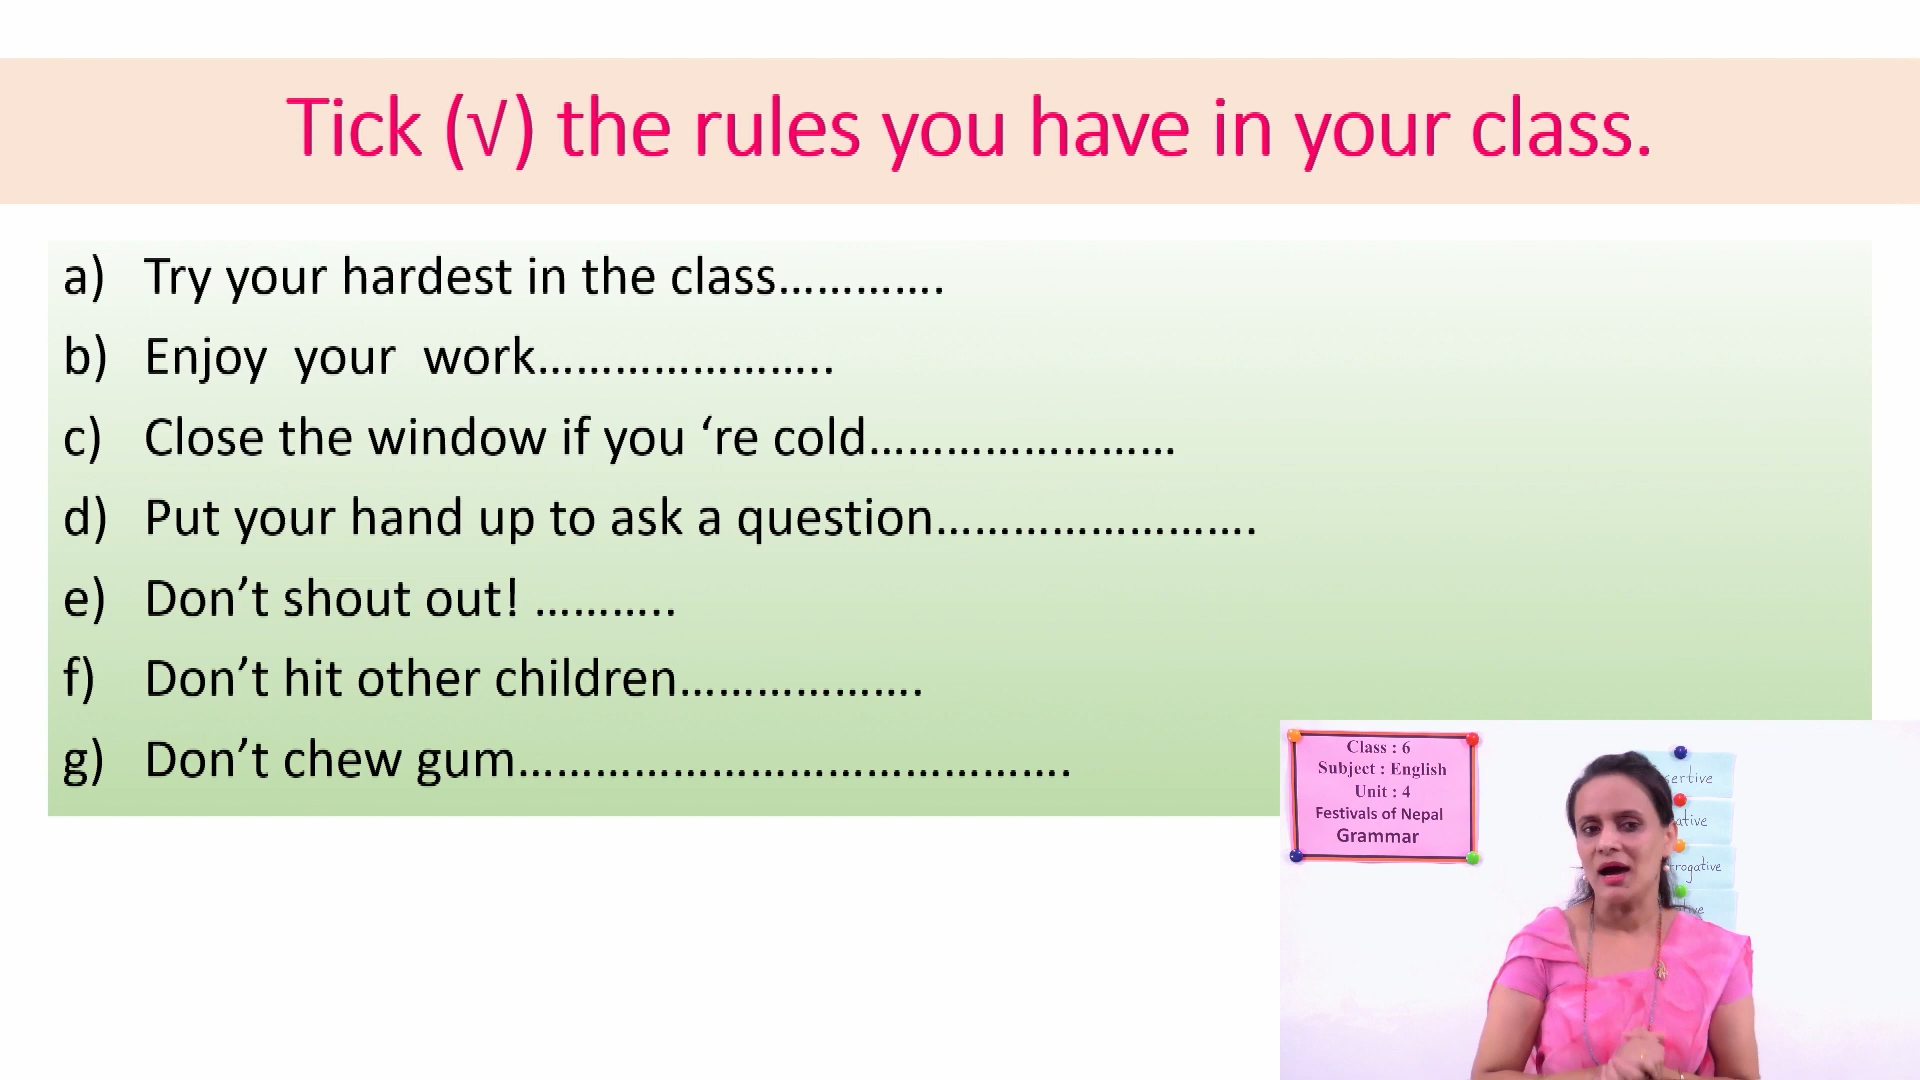 Tick (√) the rules you have in your class.
a) Try your hardest in the class………….
b) Enjoy your work…………………..
c) Close the window if you ‘re cold……………………
d) Put your hand up to ask a question…………………….
e) Don’t shout out! ………..
f) Don’t hit other children……………….
g) Don’t chew gum…………………………………….
Class : 6
Subject : English
Unit : 4
Festivals of Nepal
Grammar